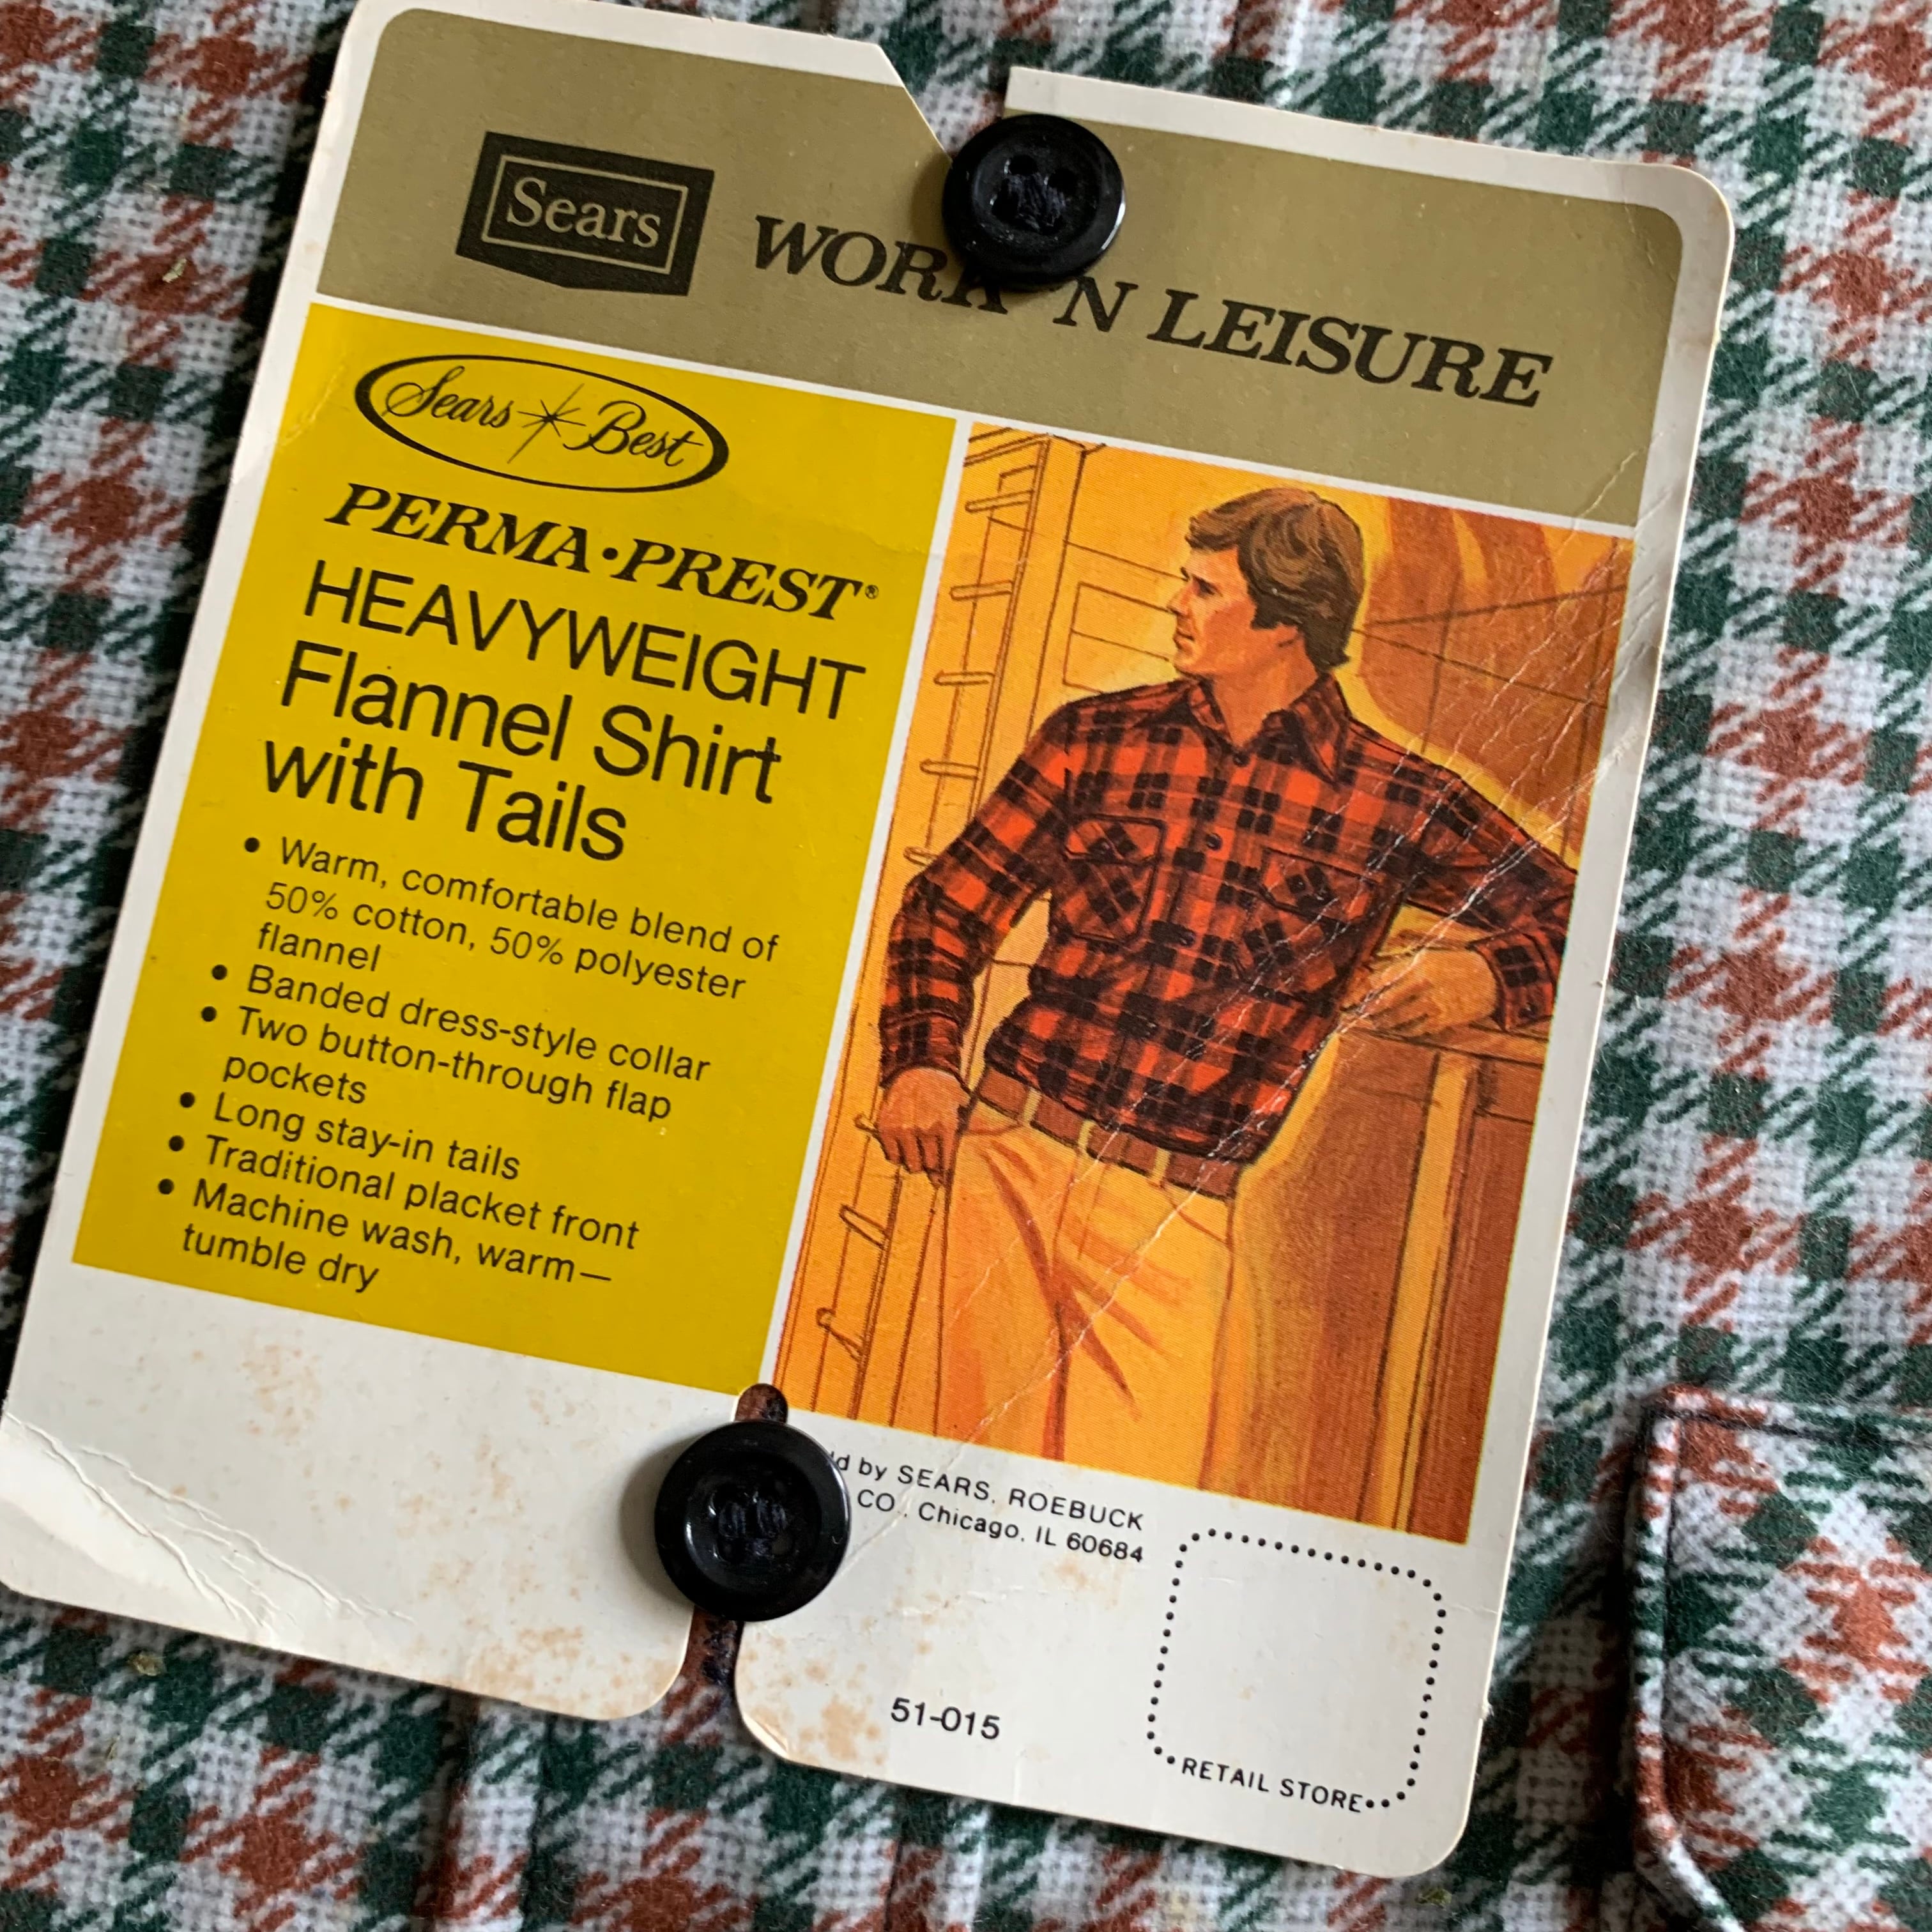 Sears
WORK 'N LEISURE
Sears Best
PERMA•PREST®
HEAVYWEIGHT
Flannel Shirt
with Tails
• Warm, comfortable blend of
50% cotton, 50% polyester
flannel
• Banded dress-style collar
• Two button-through flap
pockets
• Long stay-in tails
• Traditional placket front
• Machine wash, warm—
tumble dry
by SEARS, ROEBUCK
CO., Chicago, IL 60684
51-015
RETAIL STORE